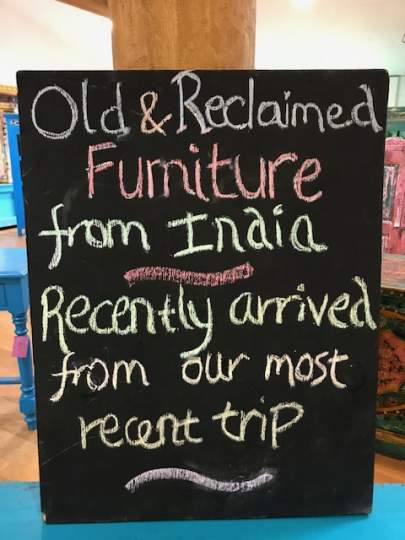 Old & Reclaimed
Furniture
from India
Recently arrived
from our most
recent trip